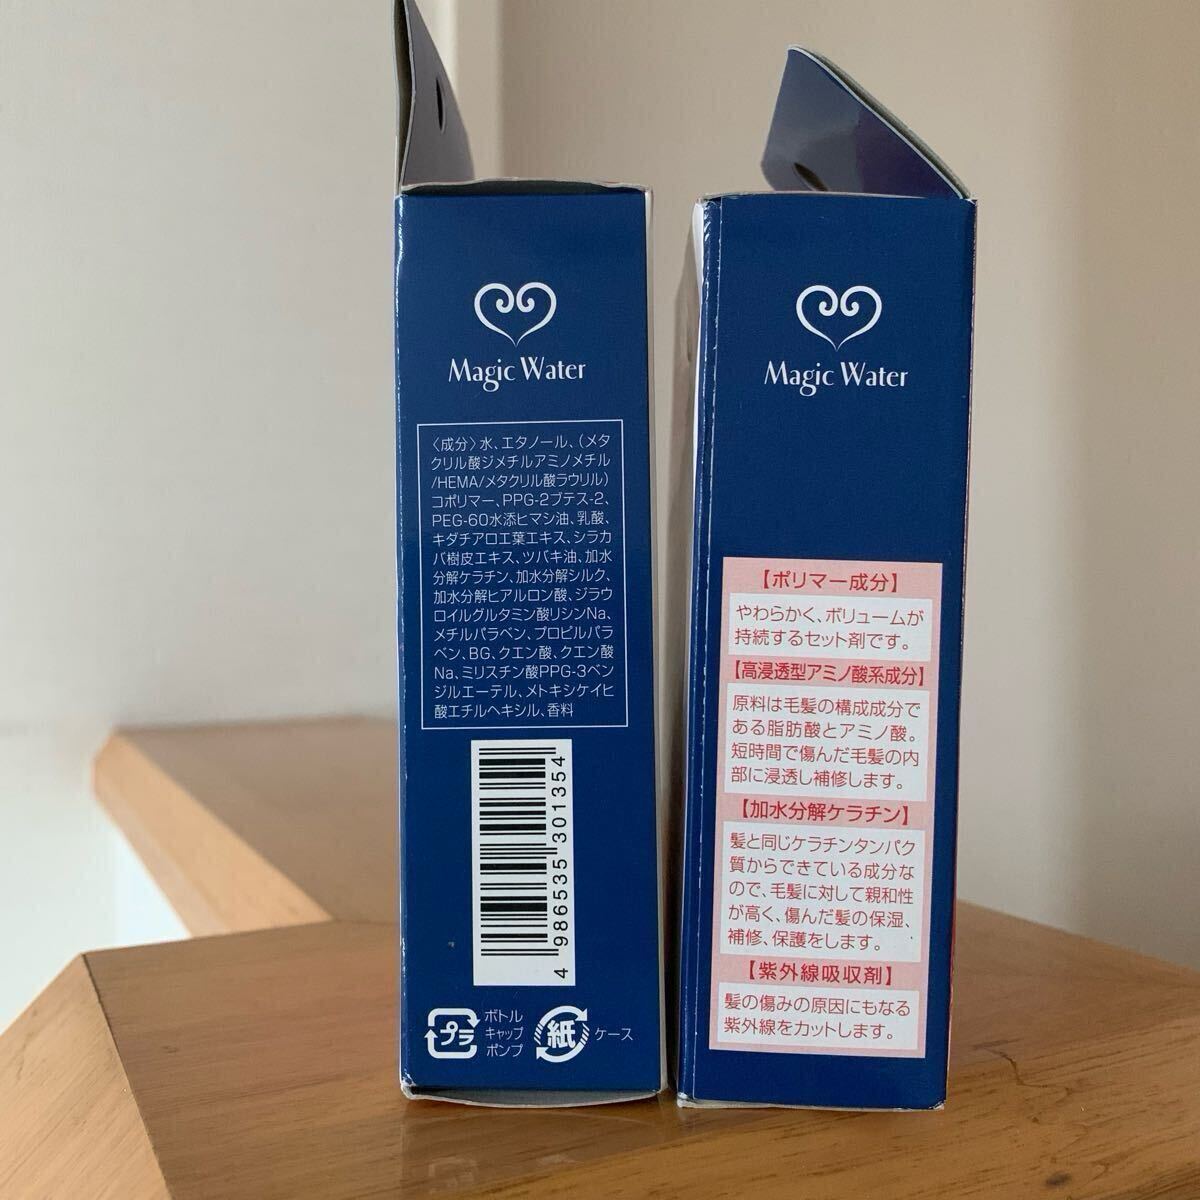 Magic Water
〈成分〉水、エタノール、（メタ
クリル酸ジメチルアミノメチル
/HEMA/メタクリル酸ラウリル）
コポリマー、PPG-2ブテス-2、
PEG-60水添ヒマシ油、乳酸、
キダチアロエ葉エキス、シラカ
バ樹皮エキス、ツバキ油、加水
分解ケラチン、加水分解シルク、
加水分解ヒアルロン酸、ジラウ
ロイルグルタミン酸リシンNa、
メチルパラベン、プロピルパラ
ベン、BG、クエン酸、クエン酸
Na、ミリスチン酸PPG-3ベン
ジルエーテル、メトキシケイヒ
酸エチルヘキシル、香料
4 986535 301354
プラ
ボトル
キャップ
ポンプ
紙
ケース
Magic Water
【ポリマー成分】
やわらかく、ボリュームが
持続するセット剤です。
【高浸透型アミノ酸系成分】
原料は毛髪の構成成分で
ある脂肪酸とアミノ酸。
短時間で傷んだ毛髪の内
部に浸透し補修します。
【加水分解ケラチン】
髪と同じケラチンタンパク
質からできている成分な
ので、毛髪に対して親和性
が高く、傷んだ髪の保湿、
補修、保護をします。
【紫外線吸収剤】
髪の傷みの原因にもなる
紫外線をカットします。